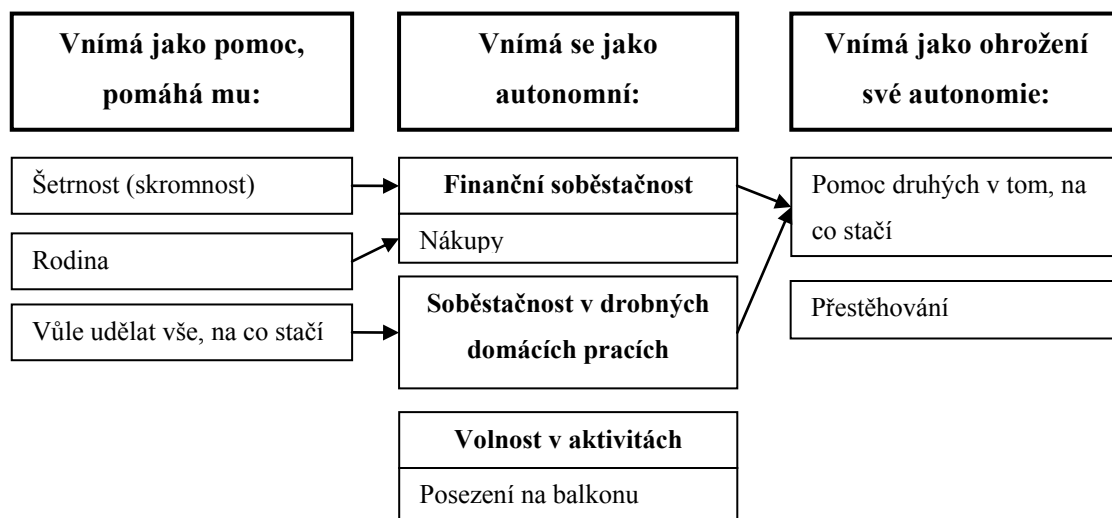 Vnímá jako pomoc,
pomáhá mu:
Vnímá se jako
autonomní:
Vnímá jako ohrožení
své autonomie:
Šetrnost (skromnost)
Rodina
Vůle udělat vše, na co stačí
Finanční soběstačnost
Nákupy
Soběstačnost v drobných
domácích pracích
Volnost v aktivitách
Posezení na balkonu
Pomoc druhých v tom, na
co stačí
Přestěhování